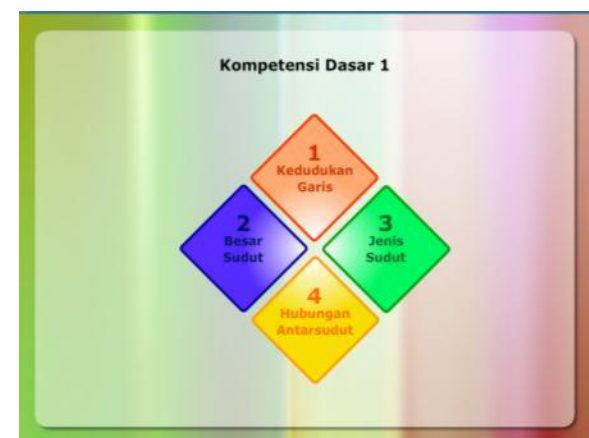 Kompetensi Dasar 1
1
Kedudukan
Garis
2
Besar
Sudut
3
Jenis
Sudut
4
Hubungan
Antarsudut